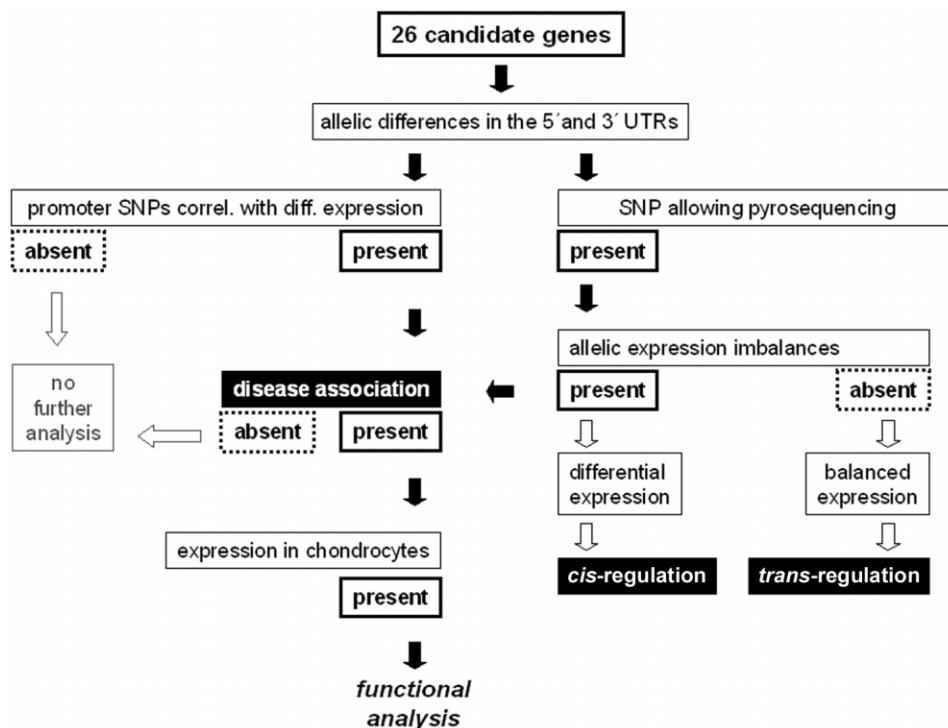 26 candidate genes
allelic differences in the 5´and 3´ UTRs
promoter SNPs correl. with diff. expression
SNP allowing pyrosequencing
absent
present
present
allelic expression imbalances
no
further
analysis
disease association
present
absent
absent
present
differential
expression
balanced
expression
expression in chondrocytes
cis-regulation
trans-regulation
present
functional
analysis